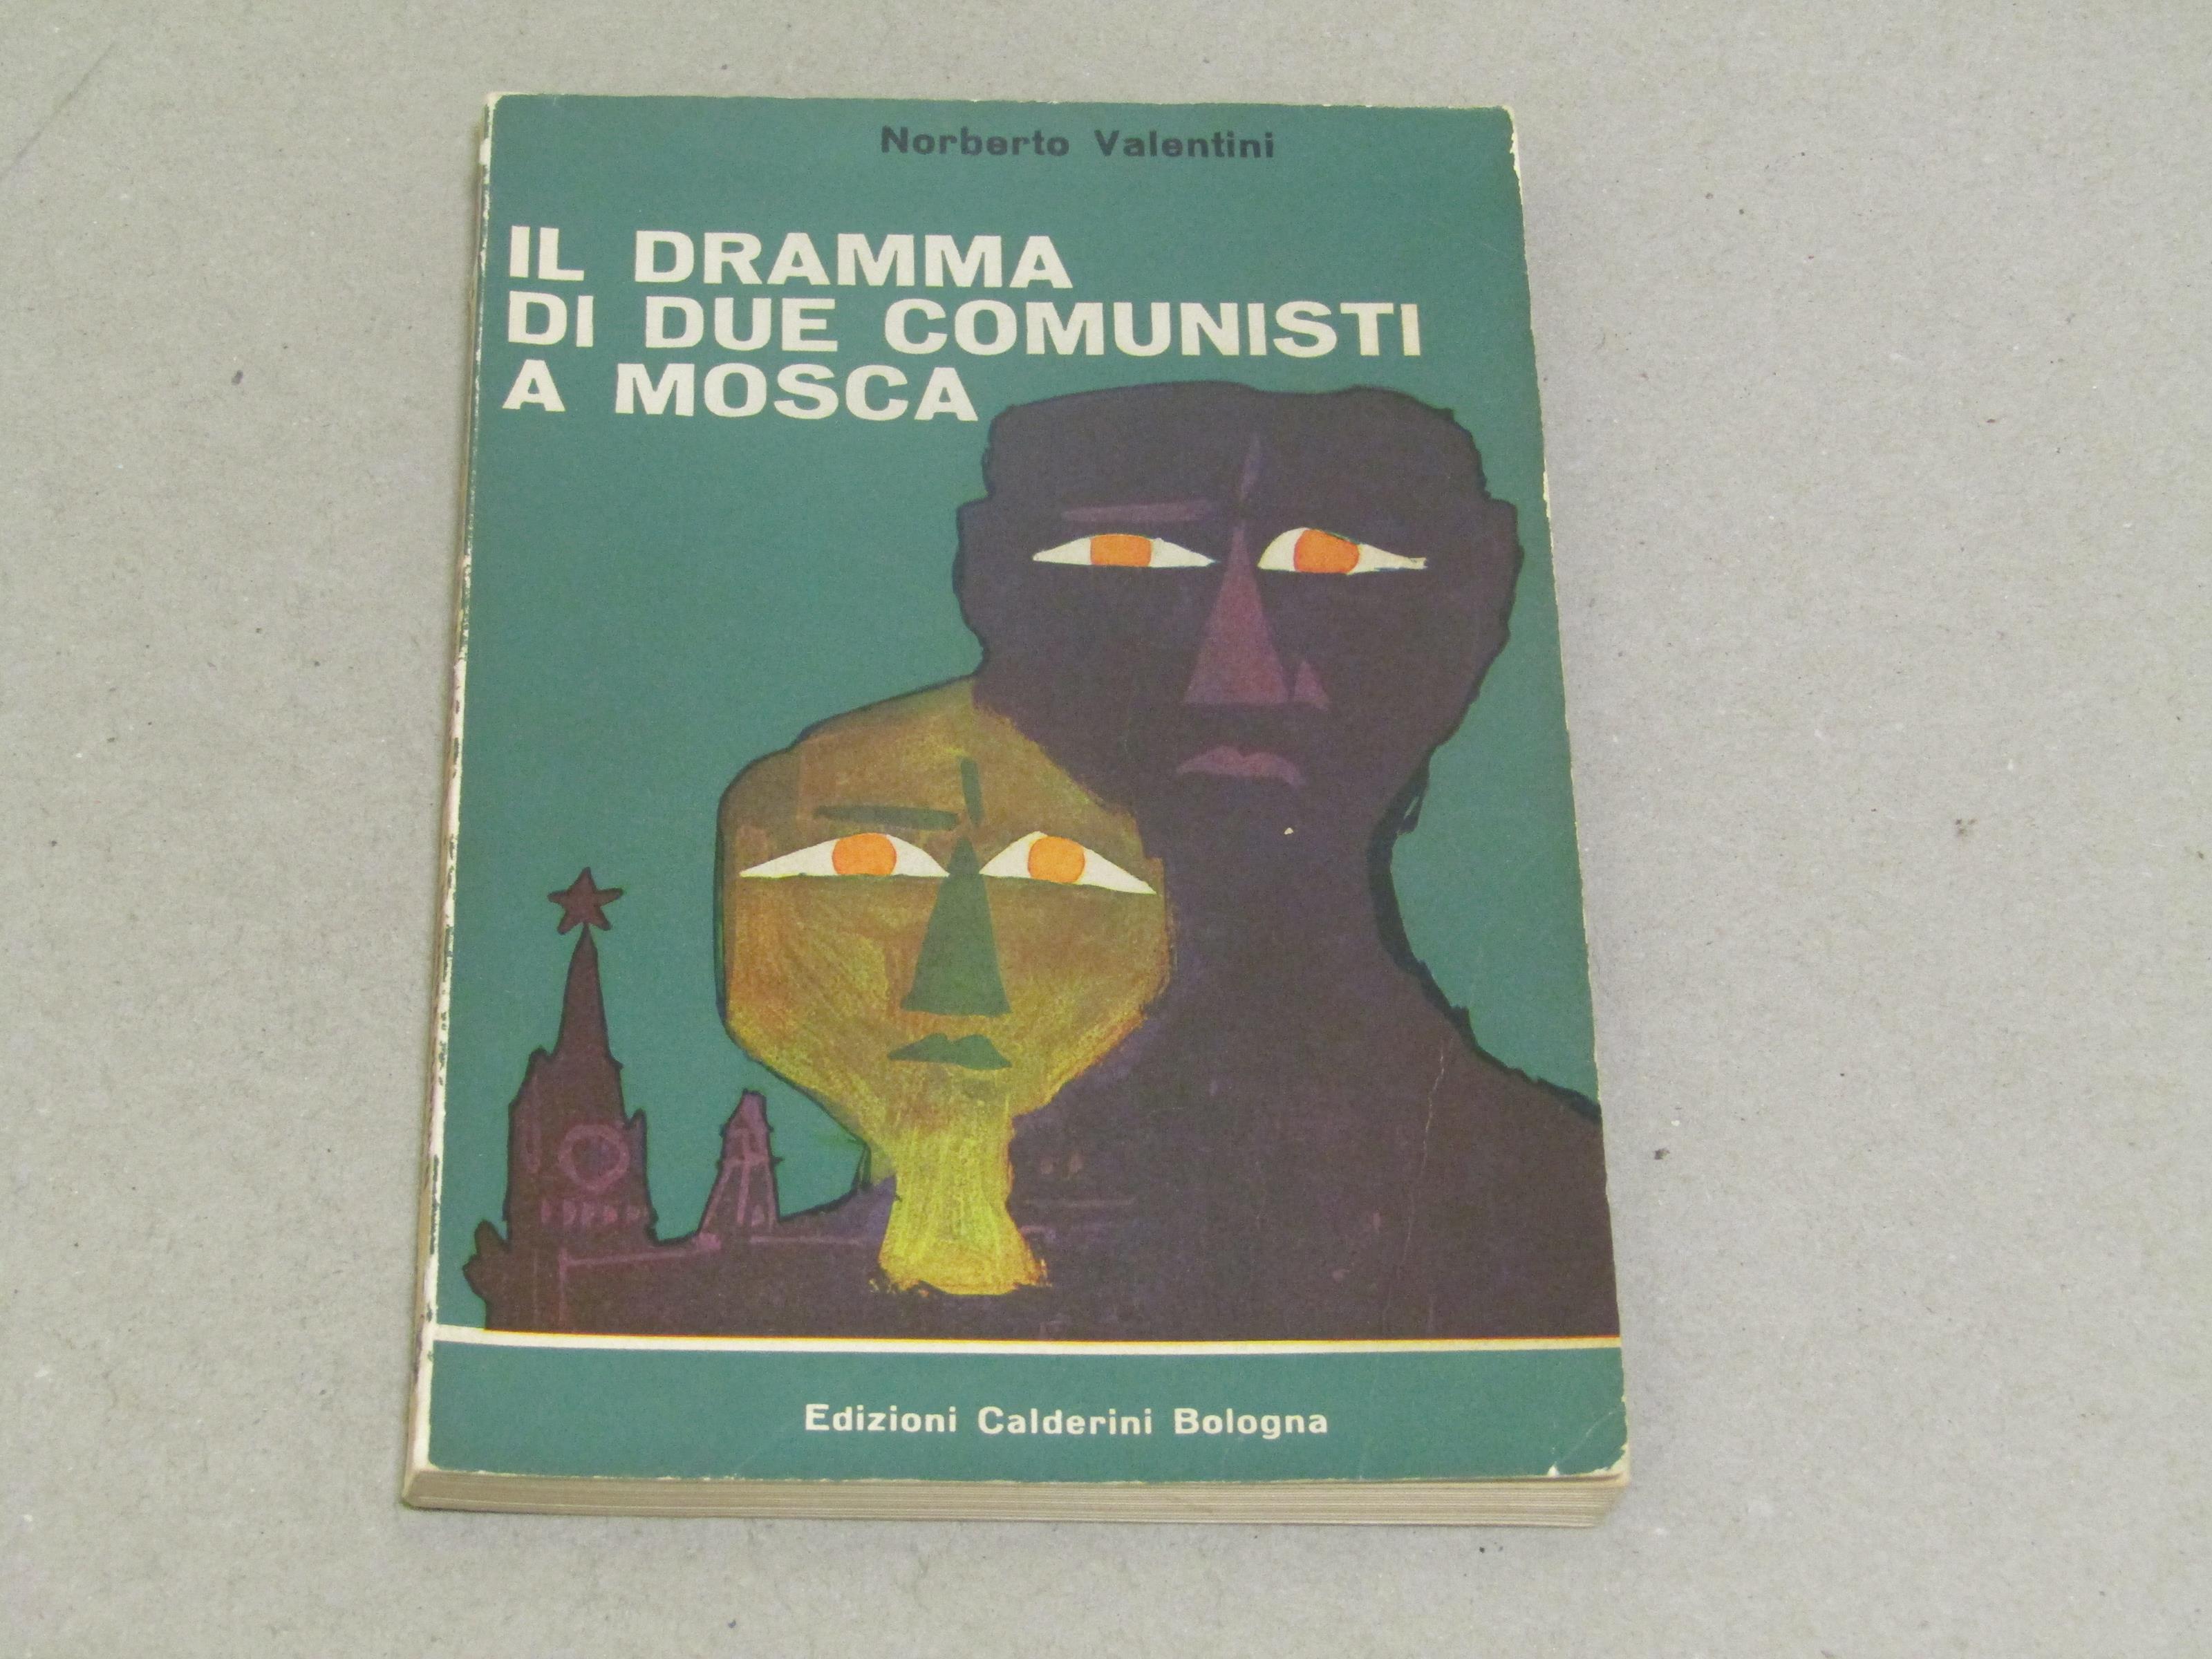 Norberto Valentini
IL DRAMMA
DI DUE COMUNISTI
A MOSCA
Edizioni Calderini Bologna